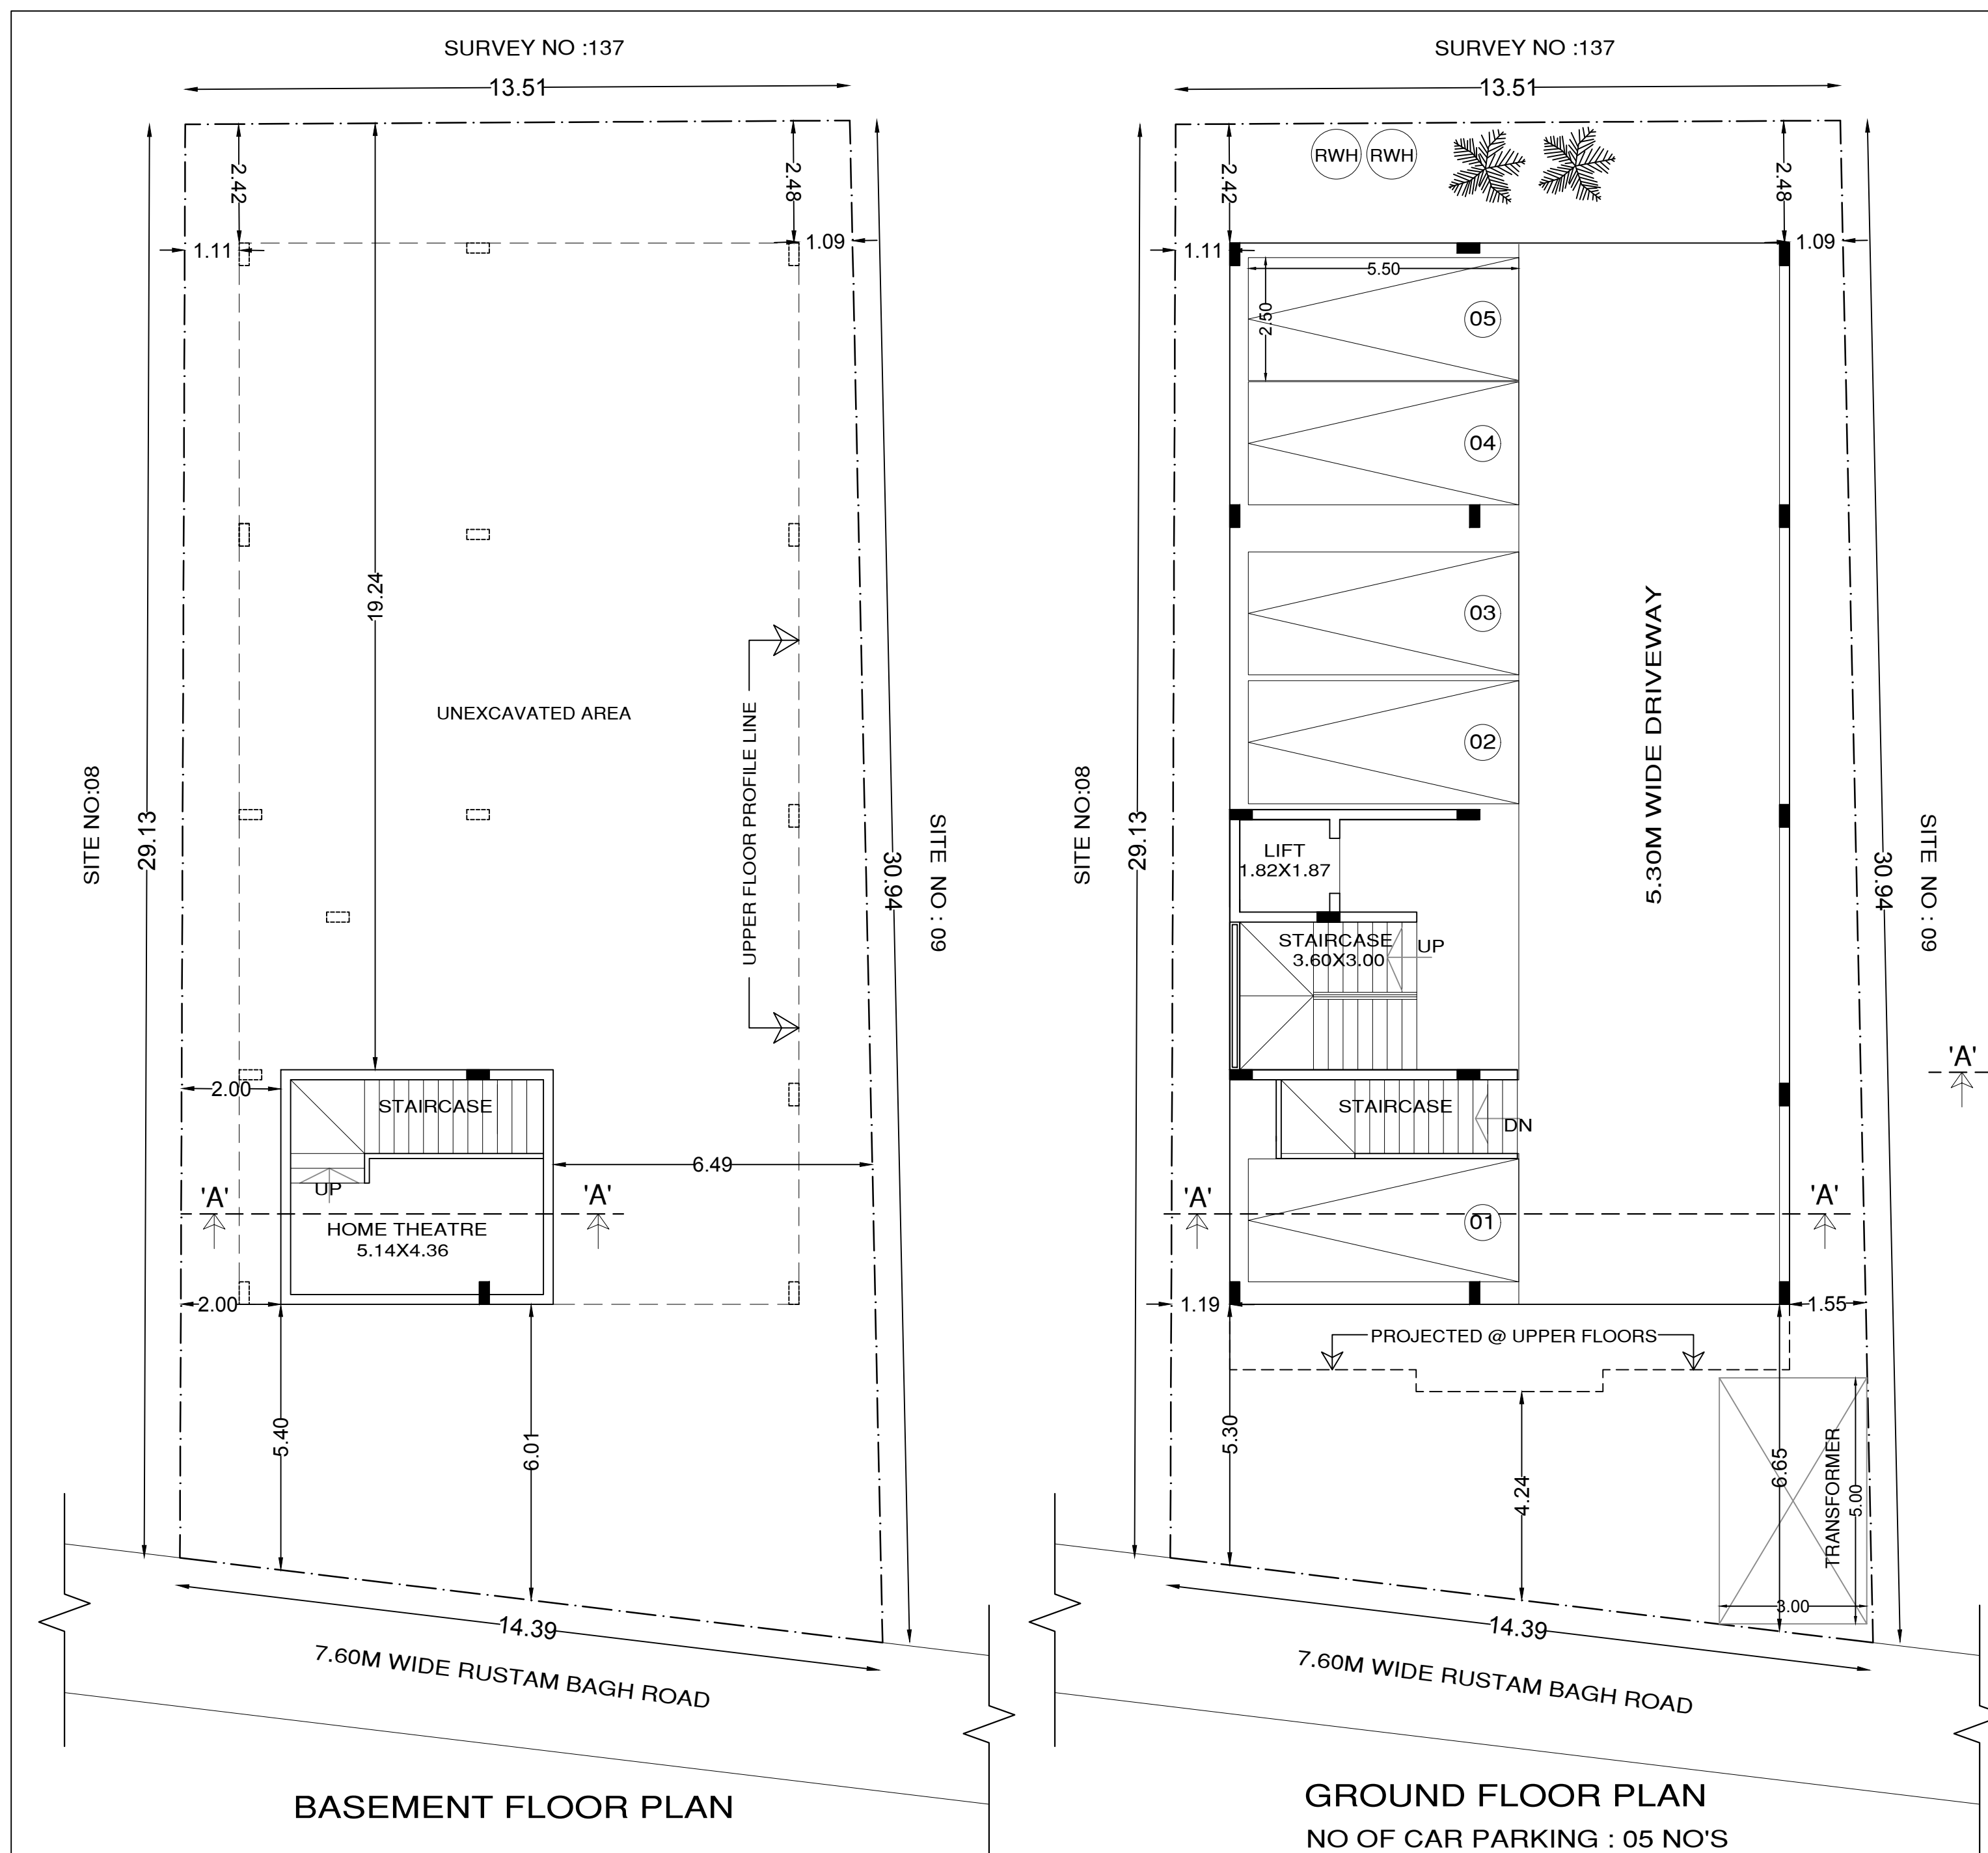 SURVEY NO :137
13.51
2.42
2.48
1.11
1.09
19.24
UNEXCAVATED AREA
UPPER FLOOR PROFILE LINE
SITE NO:08
29.13
30.94
SITE NO : 09
2.00
STAIRCASE
6.49
UP
'A'
'A'
HOME THEATRE
5.14X4.36
2.00
5.40
6.01
14.39
7.60M WIDE RUSTAM BAGH ROAD
BASEMENT FLOOR PLAN
SURVEY NO :137
13.51
RWH
RWH
2.42
2.48
1.11
1.09
5.50
2.50
05
04
03
02
5.30M WIDE DRIVEWAY
SITE NO:08
29.13
30.94
SITE NO : 09
LIFT
1.82X1.87
STAIRCASE
3.60X3.00
UP
'A'
STAIRCASE
DN
'A'
'A'
01
1.19
1.55
PROJECTED @ UPPER FLOORS
5.30
4.24
6.65
TRANSFORMER
5.00
3.00
14.39
7.60M WIDE RUSTAM BAGH ROAD
GROUND FLOOR PLAN
NO OF CAR PARKING : 05 NO'S